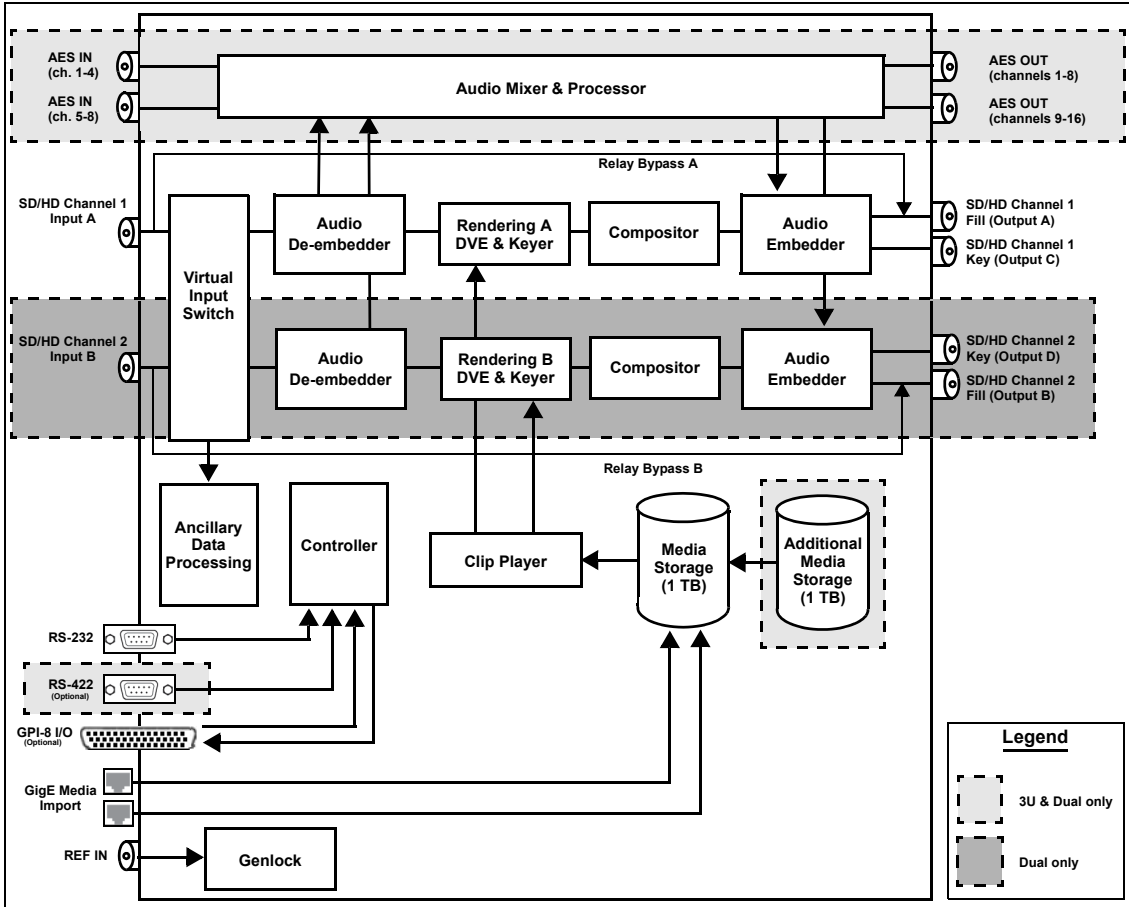 AES IN
(ch. 1-4)
AES IN
(ch. 5-8)
Audio Mixer & Processor
AES OUT
(channels 1-8)
AES OUT
(channels 9-16)
Relay Bypass A
SD/HD Channel 1
Input A
Virtual
Input
Switch
Audio
De-embedder
Rendering A
DVE & Keyer
Compositor
Audio
Embedder
SD/HD Channel 1
Fill (Output A)
SD/HD Channel 1
Key (Output C)
SD/HD Channel 2
Input B
Audio
De-embedder
Rendering B
DVE & Keyer
Compositor
Audio
Embedder
SD/HD Channel 2
Key (Output D)
SD/HD Channel 2
Fill (Output B)
Relay Bypass B
Ancillary
Data
Processing
Controller
Clip Player
Media
Storage
(1 TB)
Additional
Media
Storage
(1 TB)
RS-232
RS-422
(Optional)
GPI-8 I/O
(Optional)
GigE Media
Import
REF IN
Genlock
Legend
3U & Dual only
Dual only